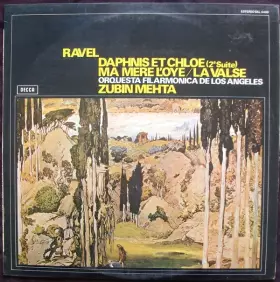 RAVEL
DAPHNIS ET CHLOE (2ª Suite)
MA MERE L'OYE / LA VALSE
ORQUESTA FILARMONICA DE LOS ANGELES
ZUBIN MEHTA
DECCA